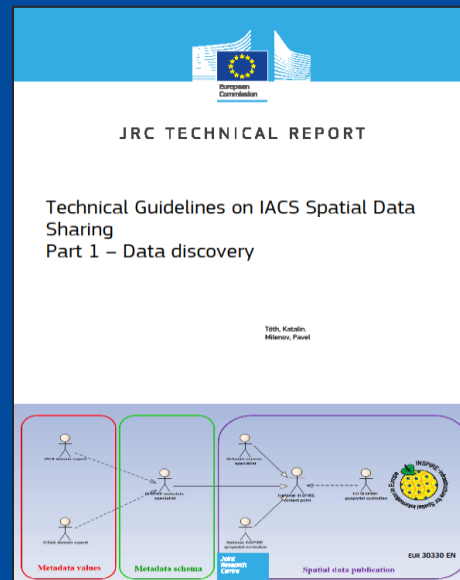 European
Commission
JRC TECHNICAL REPORT
Technical Guidelines on IACS Spatial Data
Sharing
Part 1 – Data discovery
Tóth, Katalin.
Milenov, Pavel
Metadata values
Metadata schema
Spatial data publication
Joint
Research
Centre
EUR 30330 EN